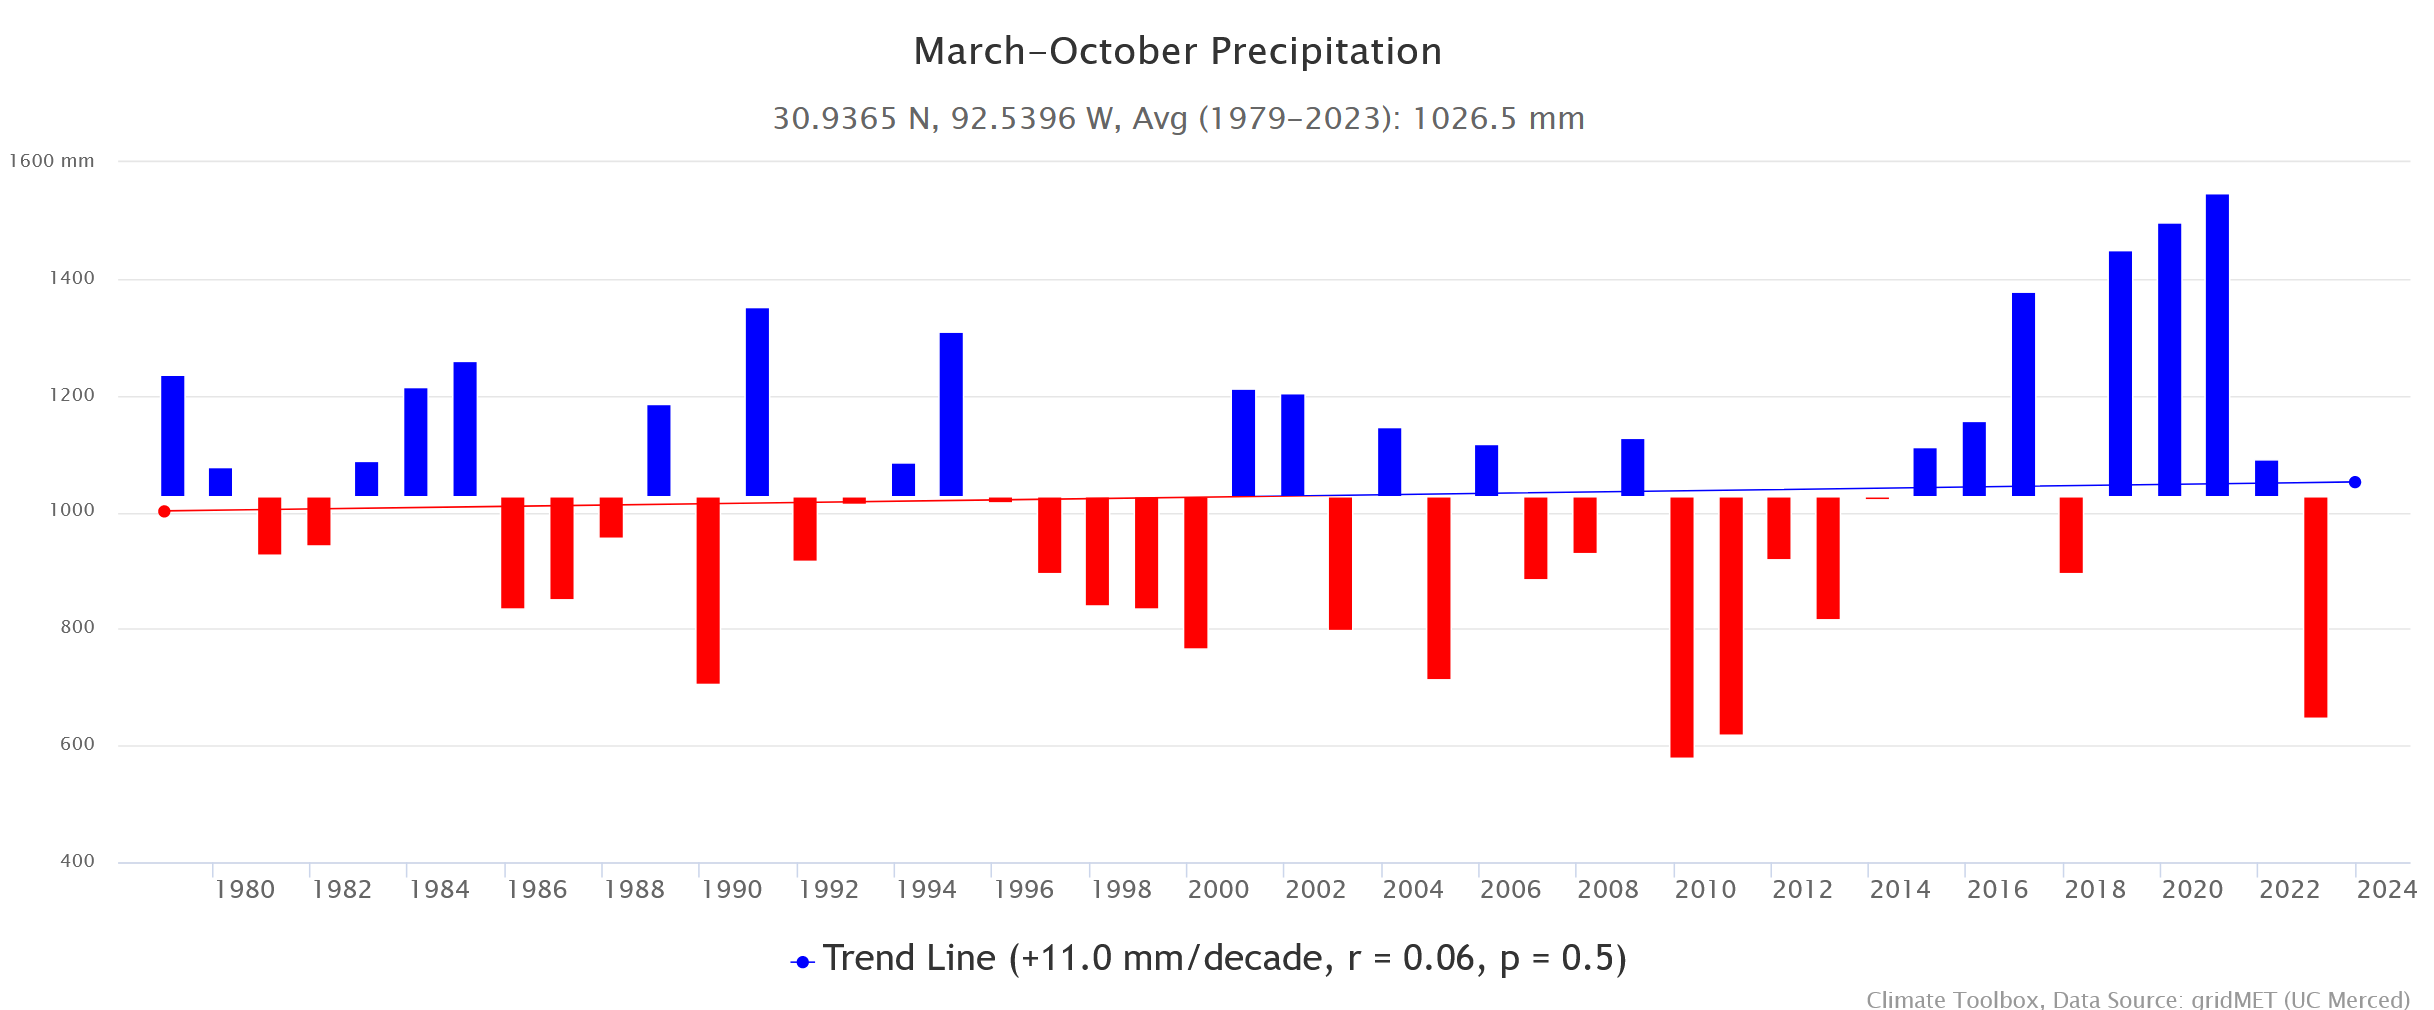 March–October Precipitation
30.9365 N, 92.5396 W, Avg (1979–2023): 1026.5 mm
1600 mm
1400
1200
1000
800
600
400
1980 1982 1984 1986 1988 1990 1992 1994 1996 1998 2000 2002 2004 2006 2008 2010 2012 2014 2016 2018 2020 2022 2024
Trend Line (+11.0 mm/decade, r = 0.06, p = 0.5)
Climate Toolbox, Data Source: gridMET (UC Merced)